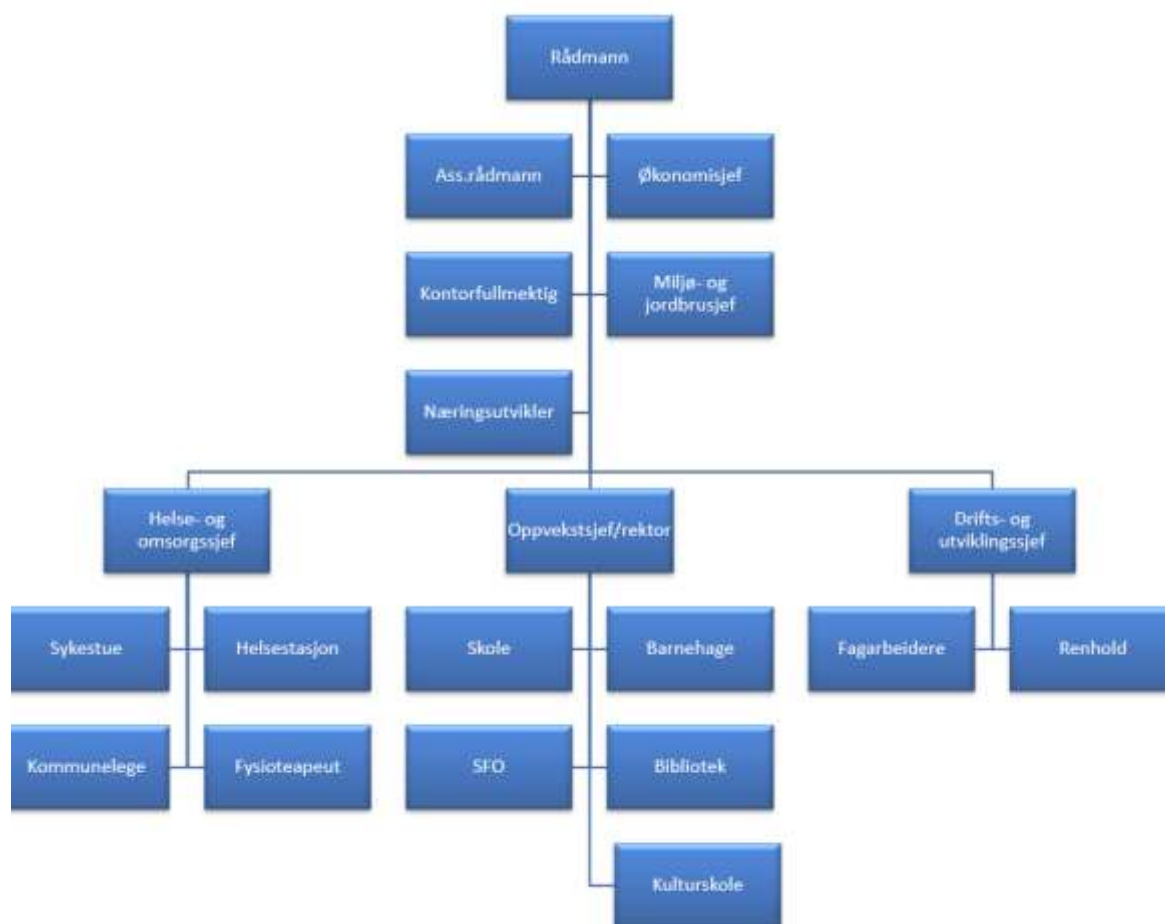 Rådmann
Ass.rådmann
Økonomisjef
Kontorfullmektig
Miljø- og
jordbrusjef
Næringsutvikler
Helse- og
omsorgssjef
Oppvekstsjef/rektor
Drifts- og
utviklingssjef
Sykestue
Helsestasjon
Skole
Barnehage
Fagarbeidere
Renhold
Kommunelege
Fysioteapeut
SFO
Bibliotek
Kulturskole